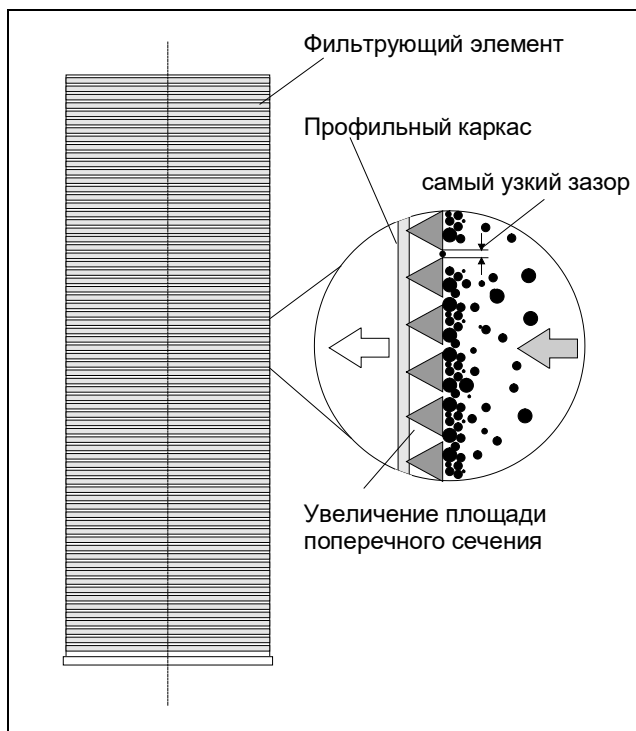 Фильтрующий элемент
Профильный каркас
самый узкий зазор
Увеличение площади
поперечного сечения